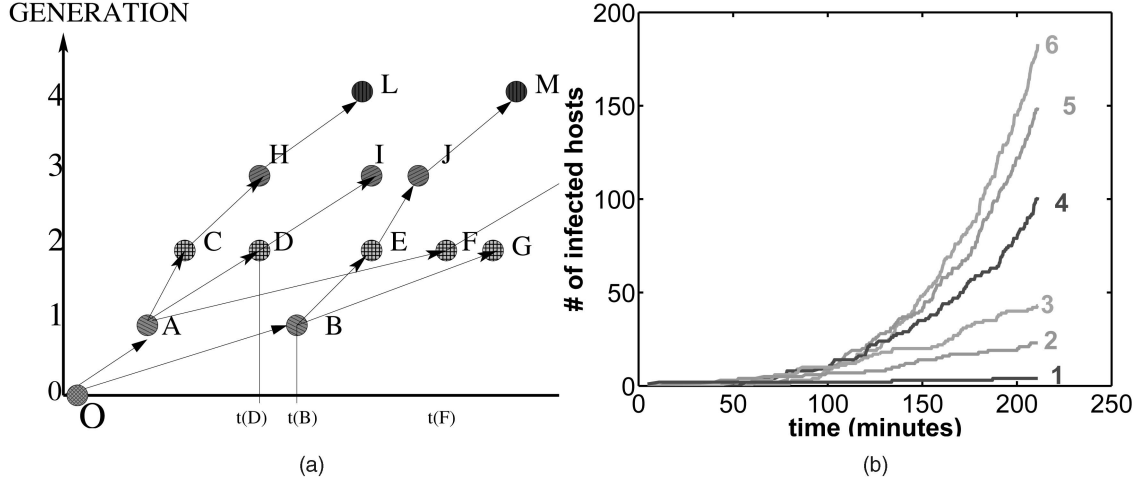 GENERATION
4
L
M
3
H
I
J
2
C
D
E
F
G
1
A
B
0
O
t(D)
t(B)
t(F)
(a)
200
150
100
50
0
# of infected hosts
6
5
4
3
2
1
0
50
100
150
200
250
time (minutes)
(b)